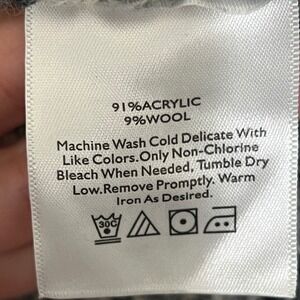 91%ACRYLIC
9%WOOL
Machine Wash Cold Delicate With
Like Colors.Only Non-Chlorine
Bleach When Needed, Tumble Dry
Low.Remove Promptly. Warm
Iron As Desired.
30C